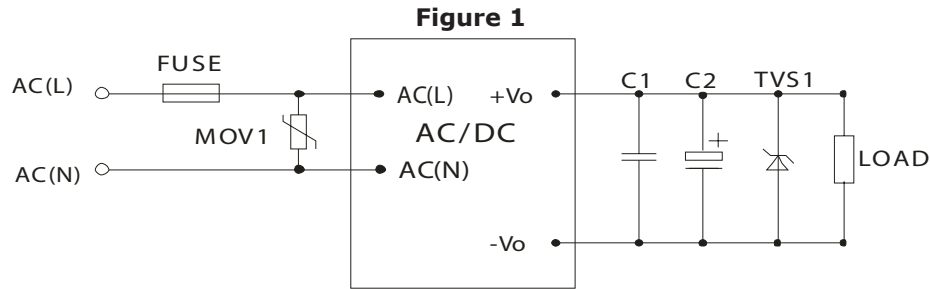 Figure 1
FUSE
AC(L)
MOV1
AC(N)
AC(L)
+Vo
AC/DC
AC(N)
-Vo
C1
C2
TVS1
+
LOAD